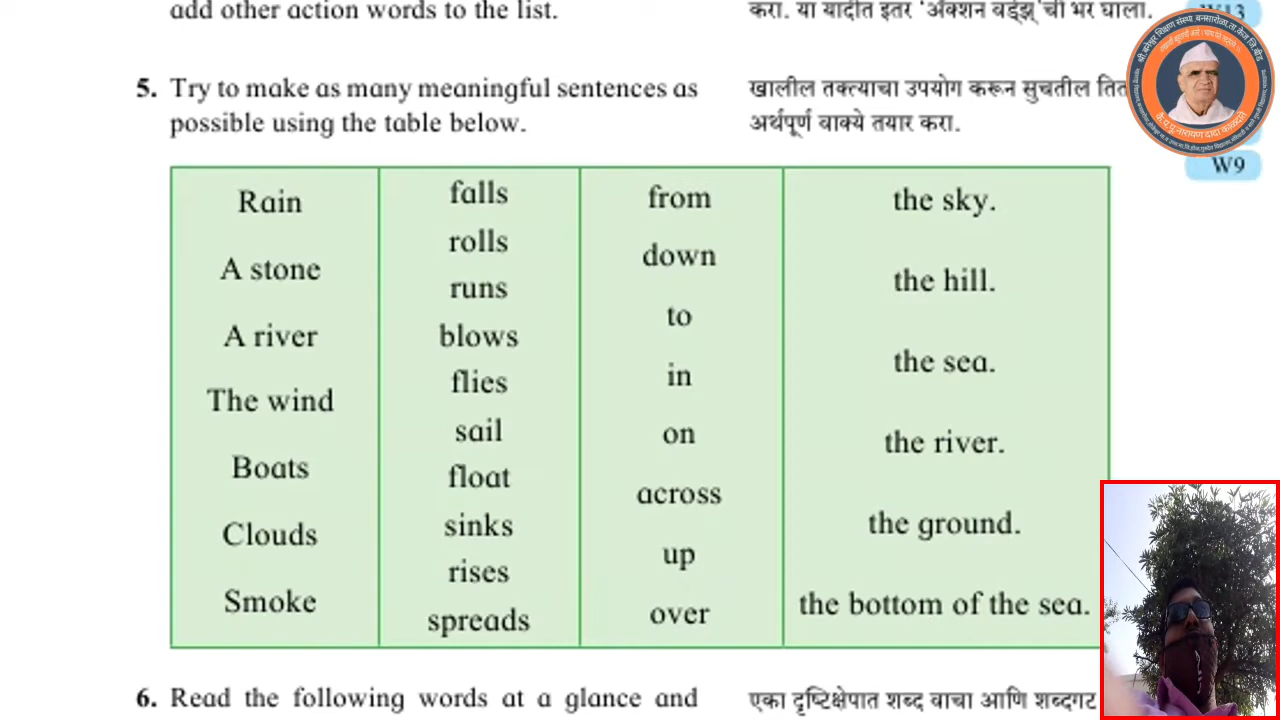 add other action words to the list.
करा. या यादीत इतर 'ॲक्शन वर्ड्झ्'ची भर घाला.
5. Try to make as many meaningful sentences as
possible using the table below.
खालील तक्त्याचा उपयोग करून सुचतील
अर्थपूर्ण वाक्ये तयार करा.
W9
Rain
A stone
A river
The wind
Boats
Clouds
Smoke
falls
rolls
runs
blows
flies
sail
float
sinks
rises
spreads
from
down
to
in
on
across
up
over
the sky.
the hill.
the sea.
the river.
the ground.
the bottom of the sea.
6. Read the following words at a glance and
एका दृष्टिक्षेपात शब्द वाचा आणि शब्दगट